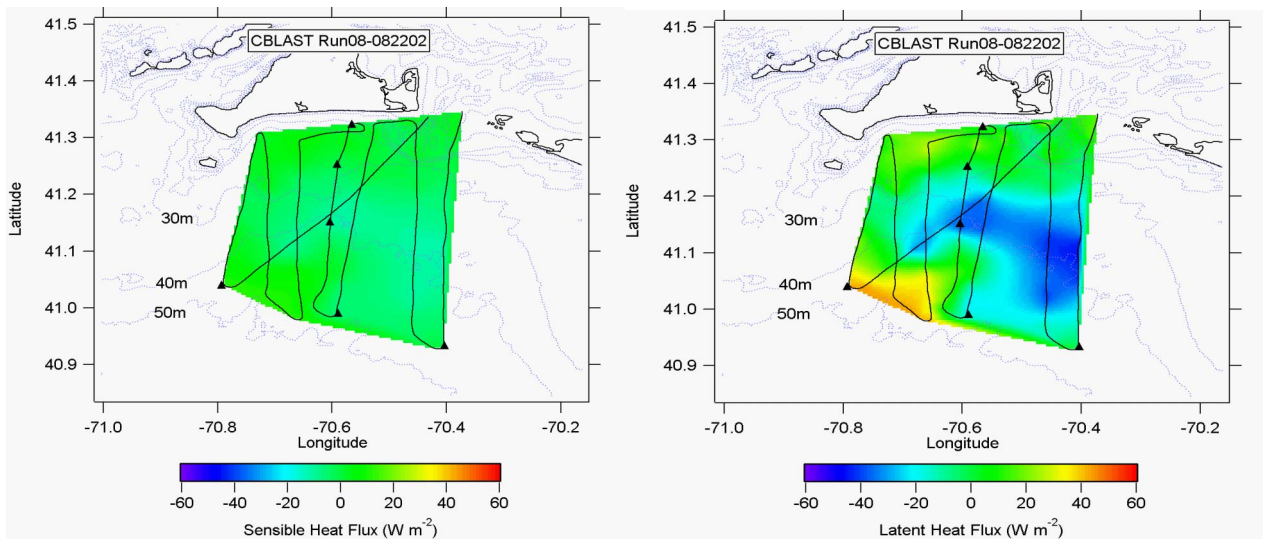 CBLAST Run08-082202
41.5
41.4
41.3
41.2
41.1
41.0
40.9
Latitude
30m
40m
50m
-71.0 -70.8 -70.6 -70.4 -70.2
Longitude
-60 -40 -20 0 20 40 60
Sensible Heat Flux (W m-2)
CBLAST Run08-082202
41.5
41.4
41.3
41.2
41.1
41.0
40.9
Latitude
30m
40m
50m
-71.0 -70.8 -70.6 -70.4 -70.2
Longitude
-60 -40 -20 0 20 40 60
Latent Heat Flux (W m-2)